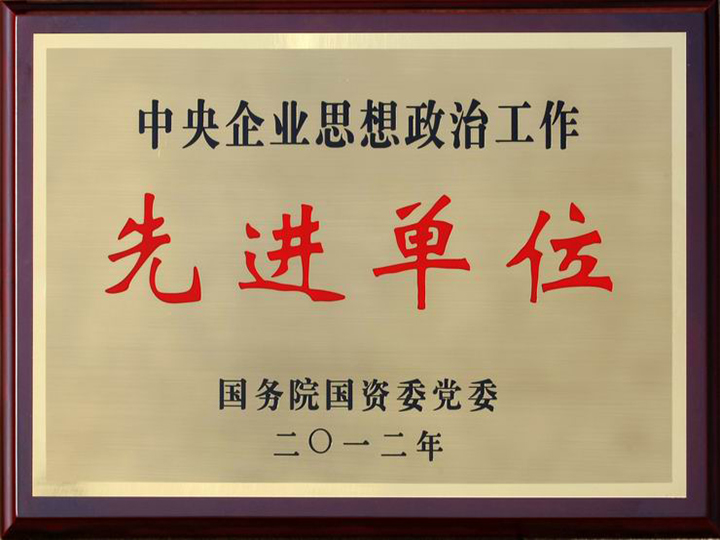 中央企业思想政治工作
先进单位
国务院国资委党委
二〇一二年